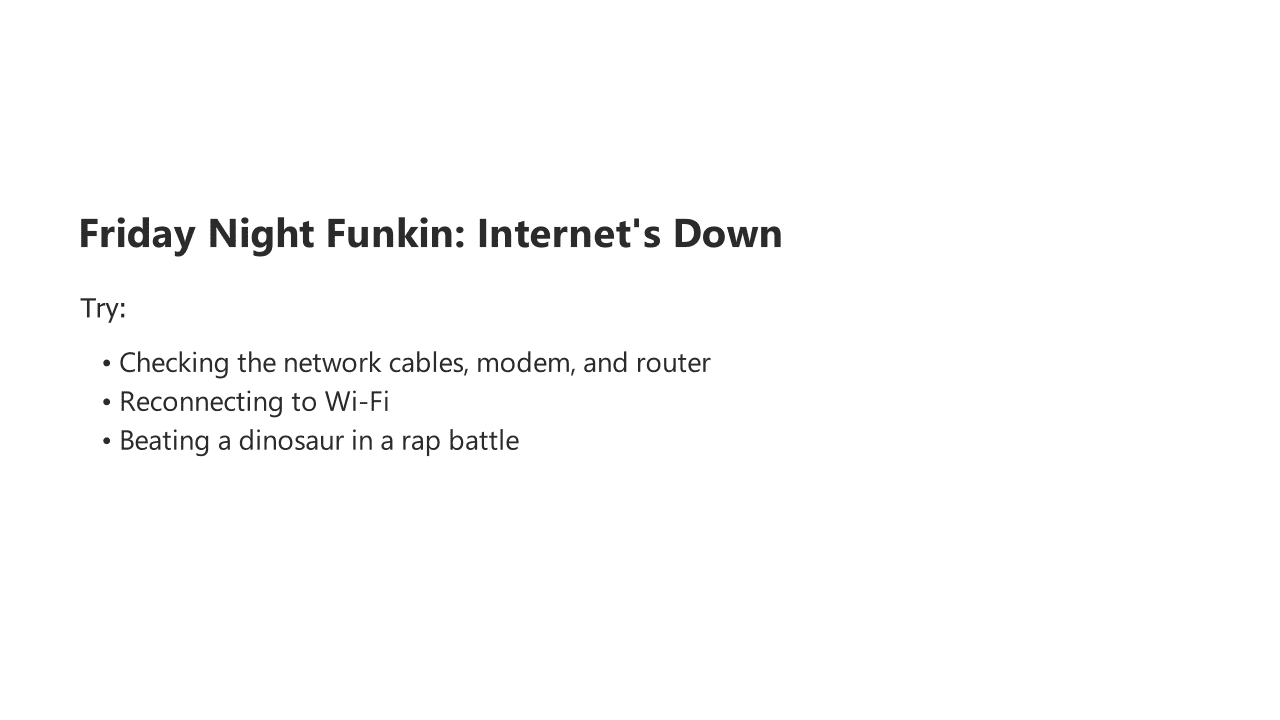 Friday Night Funkin: Internet's Down
Try:
• Checking the network cables, modem, and router
• Reconnecting to Wi-Fi
• Beating a dinosaur in a rap battle